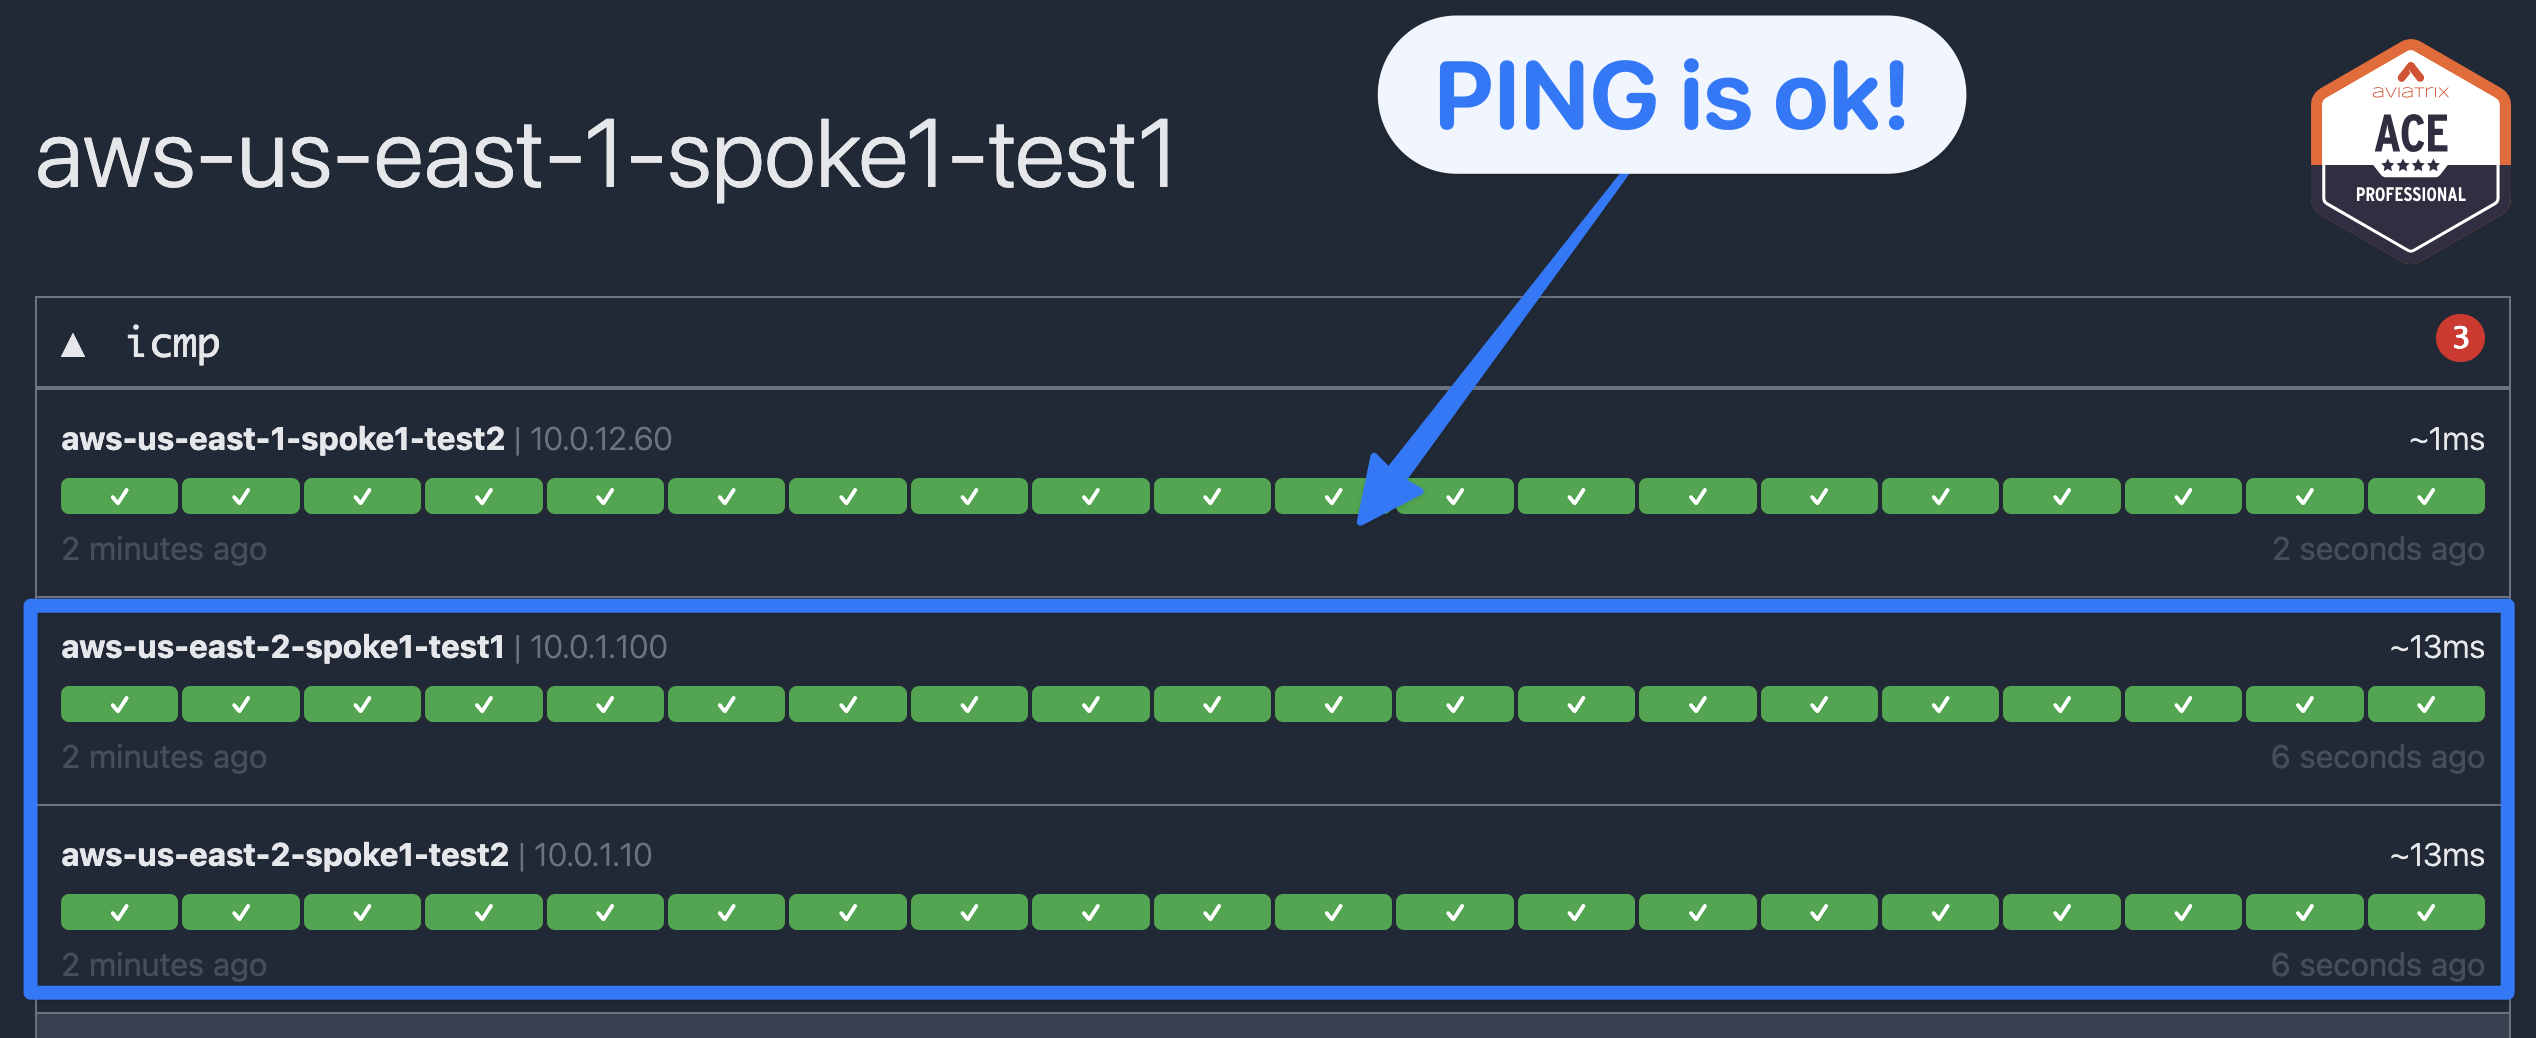 PING is ok!
aws-us-east-1-spoke1-test1
aviatrix
ACE
PROFESSIONAL
▲ icmp 3
aws-us-east-1-spoke1-test2 | 10.0.12.60 ~1ms
2 minutes ago 2 seconds ago
aws-us-east-2-spoke1-test1 | 10.0.1.100 ~13ms
2 minutes ago 6 seconds ago
aws-us-east-2-spoke1-test2 | 10.0.1.10 ~13ms
2 minutes ago 6 seconds ago